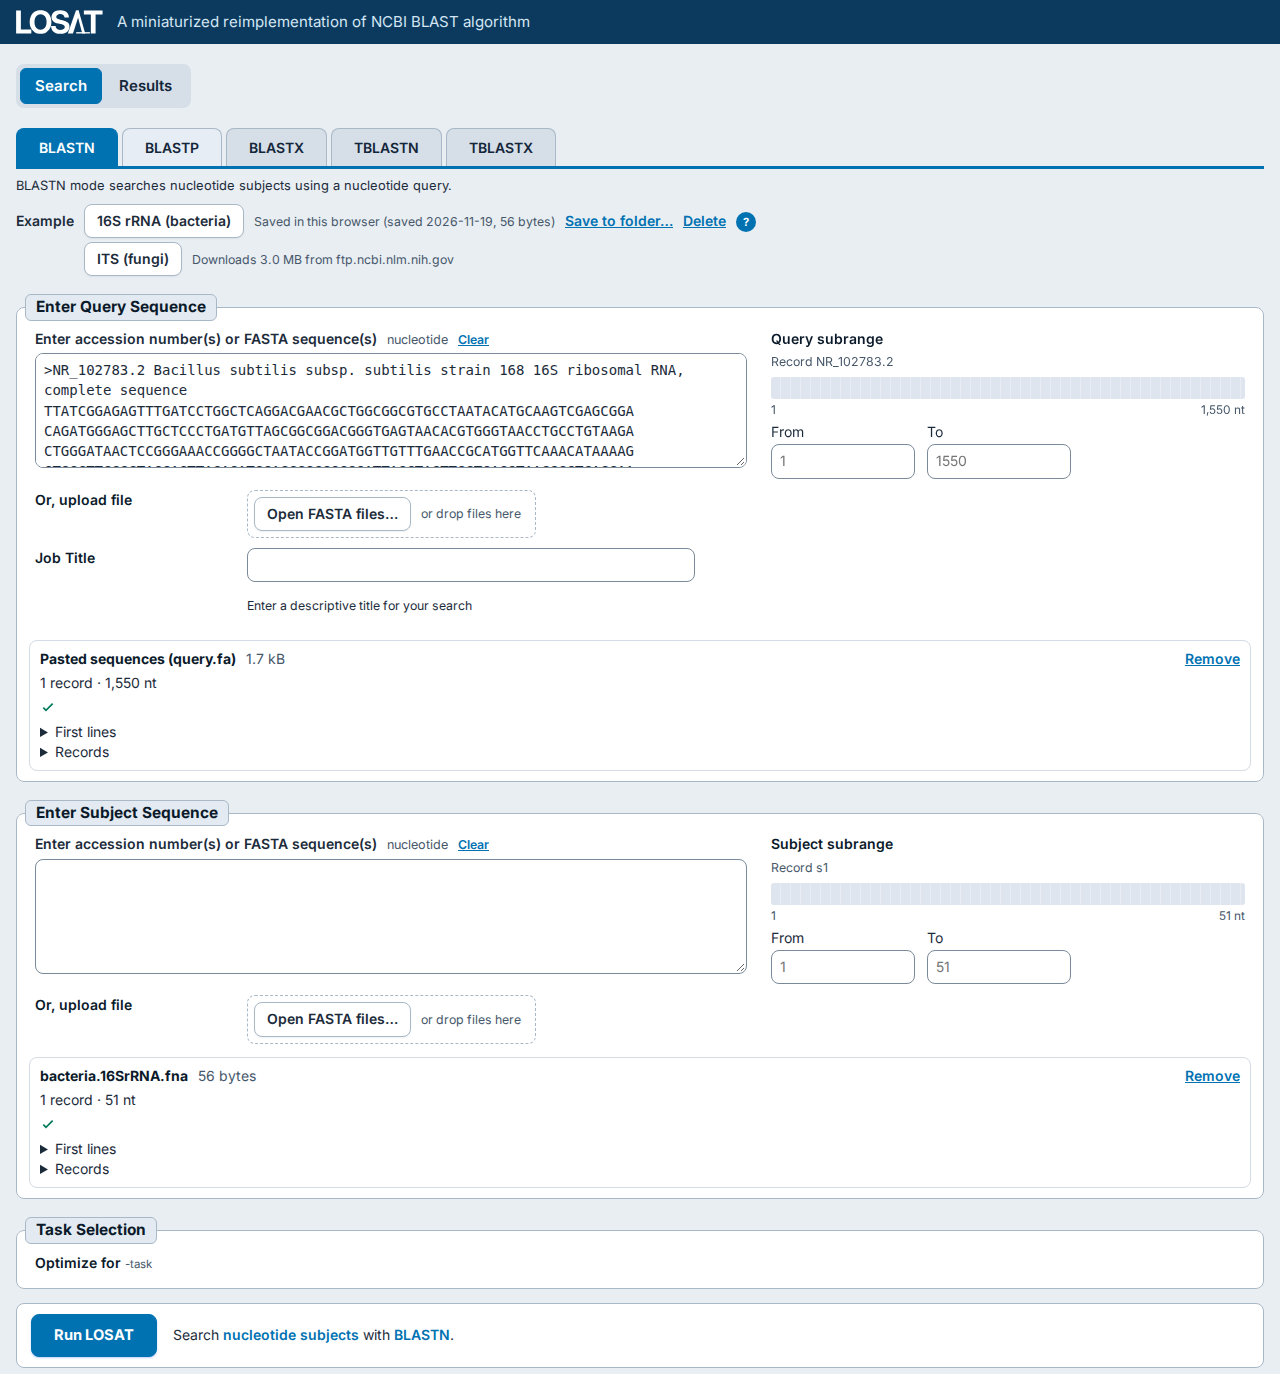 LOSAT A miniaturized reimplementation of NCBI BLAST algorithm
Search Results
BLASTN BLASTP BLASTX TBLASTN TBLASTX
BLASTN mode searches nucleotide subjects using a nucleotide query.
Example 16S rRNA (bacteria) Saved in this browser (saved 2026-11-19, 56 bytes) Save to folder... Delete ?
ITS (fungi) Downloads 3.0 MB from ftp.ncbi.nlm.nih.gov
Enter Query Sequence
Enter accession number(s) or FASTA sequence(s) nucleotide Clear
>NR_102783.2 Bacillus subtilis subsp. subtilis strain 168 16S ribosomal RNA,
complete sequence
TTATCGGAGAGTTTGATCCTGGCTCAGGACGAACGCTGGCGGCGTGCCTAATACATGCAAGTCGAGCGGA
CAGATGGGAGCTTGCTCCCTGATGTTAGCGGCGGACGGGTGAGTAACACGTGGGTAACCTGCCTGTAAGA
CTGGGATAACTCCGGGAAACCGGGGCTAATACCGGATGGTTGTTTGAACCGCATGGTTCAAACATAAAAG
Query subrange
Record NR_102783.2
1 1,550 nt
From To
1 1550
Or, upload file Open FASTA files... or drop files here
Job Title
Enter a descriptive title for your search
Pasted sequences (query.fa) 1.7 kB Remove
1 record · 1,550 nt
✓
▶ First lines
▶ Records
Enter Subject Sequence
Enter accession number(s) or FASTA sequence(s) nucleotide Clear
Subject subrange
Record s1
1 51 nt
From To
1 51
Or, upload file Open FASTA files... or drop files here
bacteria.16SrRNA.fna 56 bytes Remove
1 record · 51 nt
✓
▶ First lines
▶ Records
Task Selection
Optimize for -task
Run LOSAT Search nucleotide subjects with BLASTN.